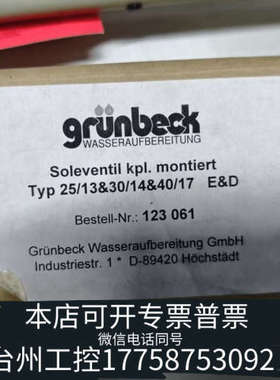 grünbeck
WASSERAUFBEREITUNG
Soleventil kpl. montiert
Typ 25/13&30/14&40/17 E&D
Bestell-Nr.: 123 061
Grünbeck Wasseraufbereitung GmbH
Industriestr. 1 * D-89420 Höchstädt
本店可开专票普票
微信电话同号
台州工控17758753092